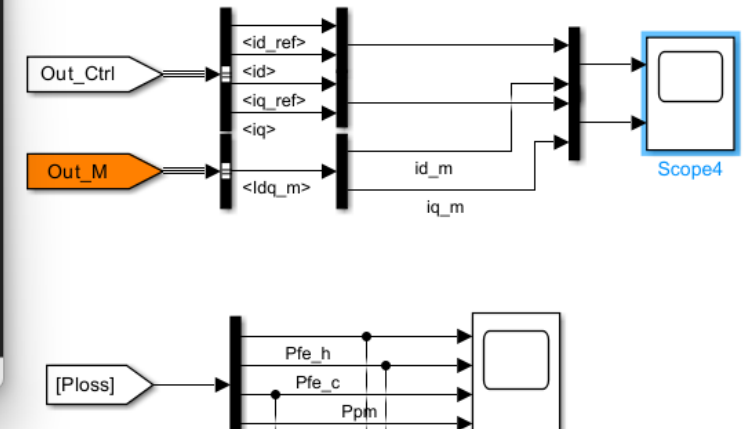 Out_Ctrl
<id_ref>
<id>
<iq_ref>
<iq>
Out_M
<Idq_m>
id_m
iq_m
Scope4
[Ploss]
Pfe_h
Pfe_c
Ppm